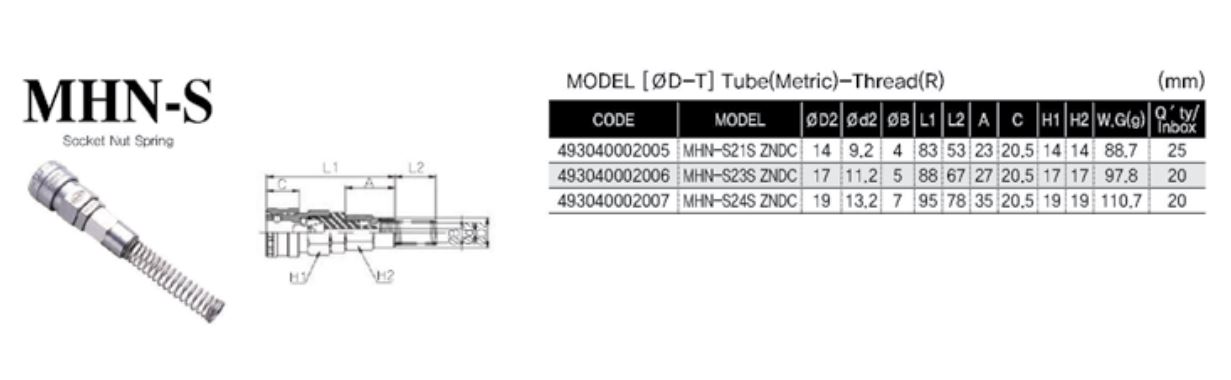 MHN-S
Socket Nut Spring
L1
L2
C
A
H1
H2
MODEL [ØD-T] Tube(Metric)-Thread(R) (mm)
CODE MODEL ØD2 Ød2 ØB L1 L2 A C H1 H2 W.G(g) Q'ty/Inbox
493040002005 MHN-S21S ZNDC 14 9.2 4 83 53 23 20.5 14 14 88.7 25
493040002006 MHN-S23S ZNDC 17 11.2 5 88 67 27 20.5 17 17 97.8 20
493040002007 MHN-S24S ZNDC 19 13.2 7 95 78 35 20.5 19 19 110.7 20